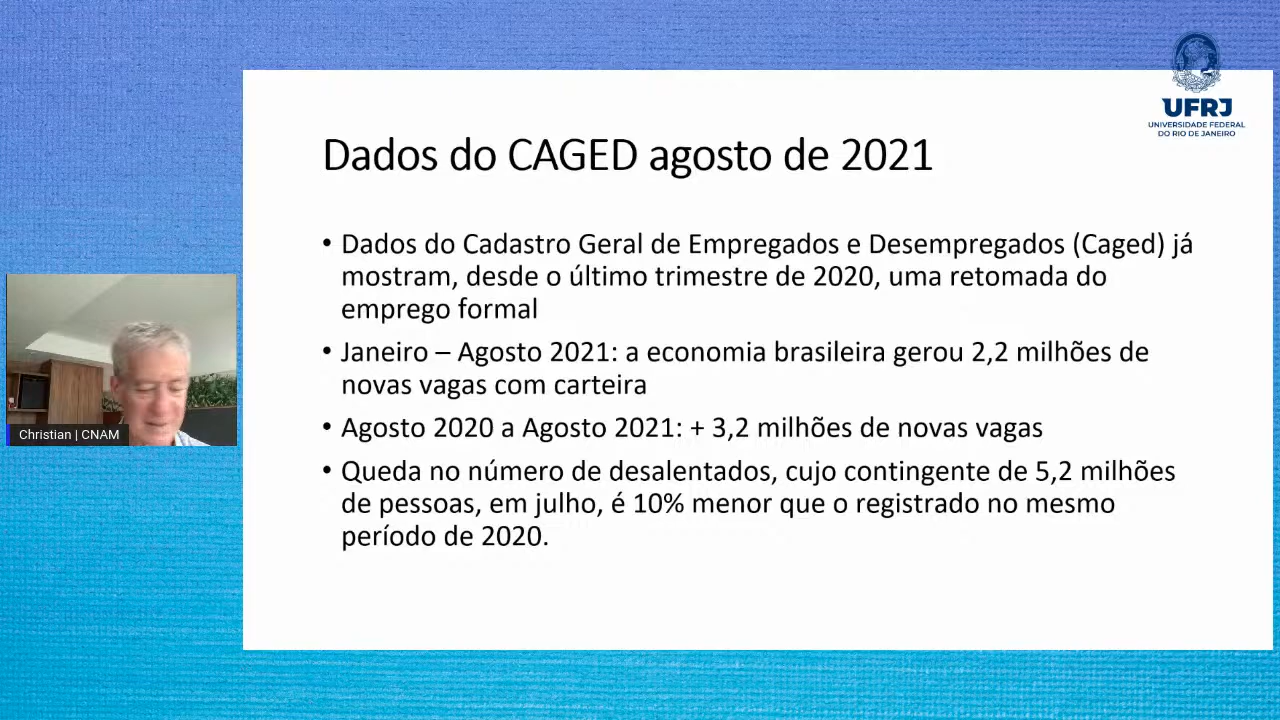 UFRJ
UNIVERSIDADE FEDERAL
DO RIO DE JANEIRO
Dados do CAGED agosto de 2021
• Dados do Cadastro Geral de Empregados e Desempregados (Caged) já
mostram, desde o último trimestre de 2020, uma retomada do
emprego formal
• Janeiro – Agosto 2021: a economia brasileira gerou 2,2 milhões de
novas vagas com carteira
• Agosto 2020 a Agosto 2021: + 3,2 milhões de novas vagas
• Queda no número de desalentados, cujo contingente de 5,2 milhões
de pessoas, em julho, é 10% menor que o registrado no mesmo
período de 2020.
Christian | CNAM